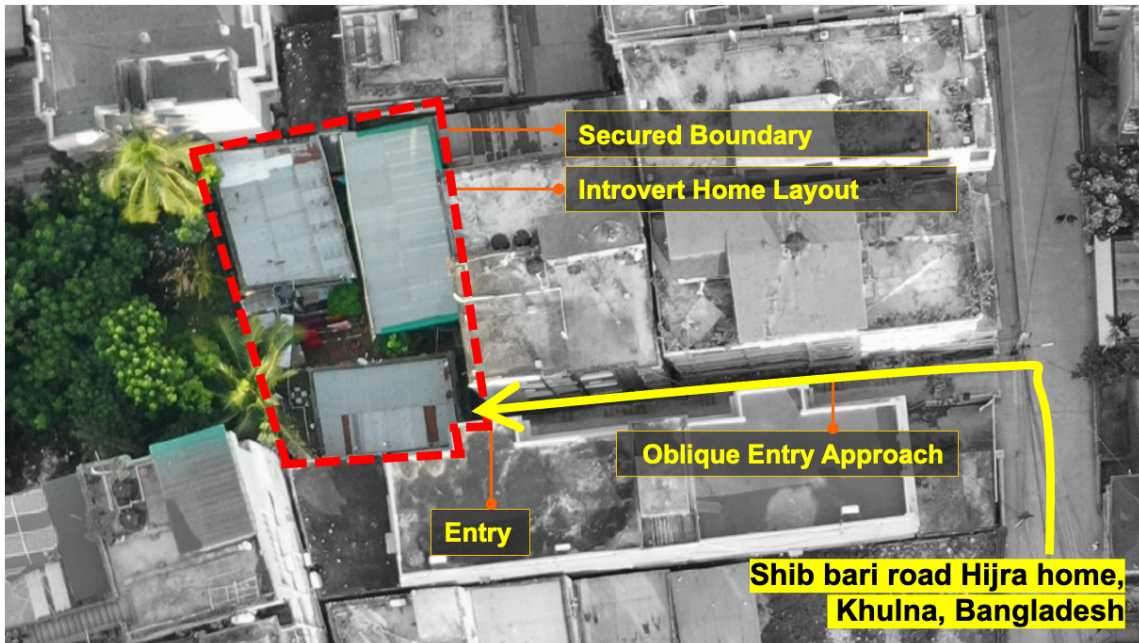 Secured Boundary
Introvert Home Layout
Oblique Entry Approach
Entry
Shib bari road Hijra home,
Khulna, Bangladesh